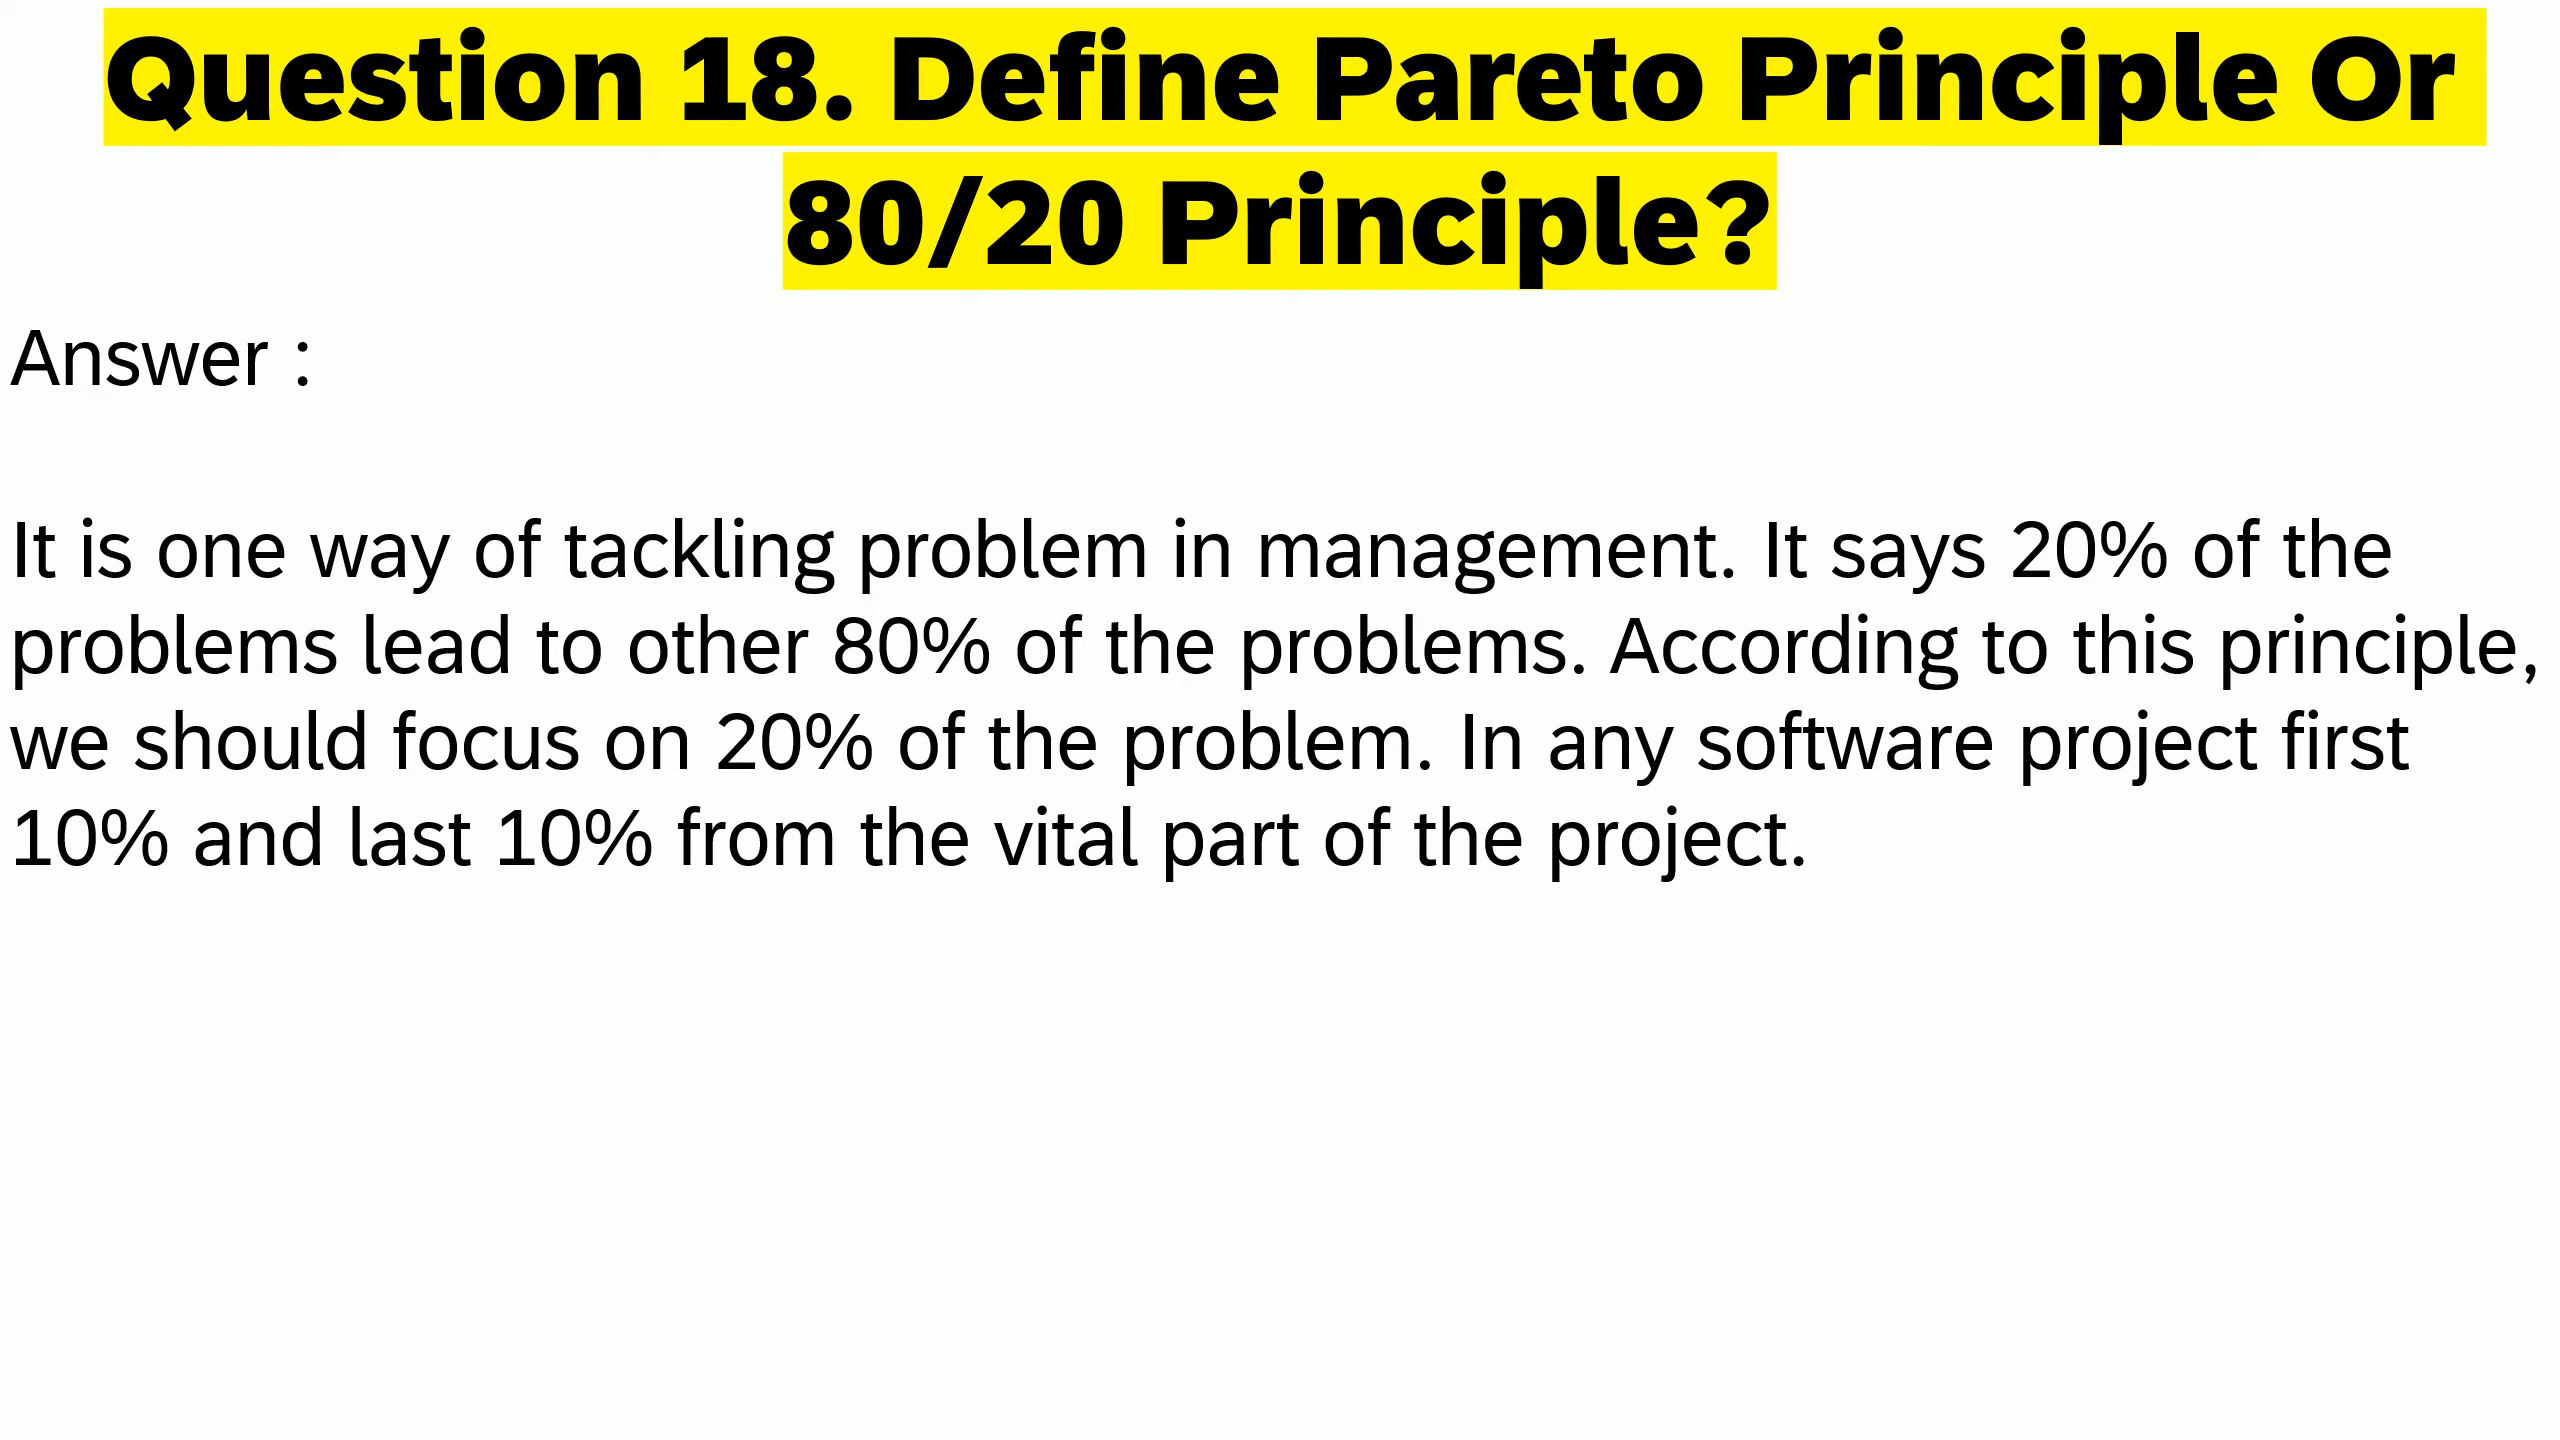 Question 18. Define Pareto Principle Or
80/20 Principle?
Answer :
It is one way of tackling problem in management. It says 20% of the
problems lead to other 80% of the problems. According to this principle,
we should focus on 20% of the problem. In any software project first
10% and last 10% from the vital part of the project.